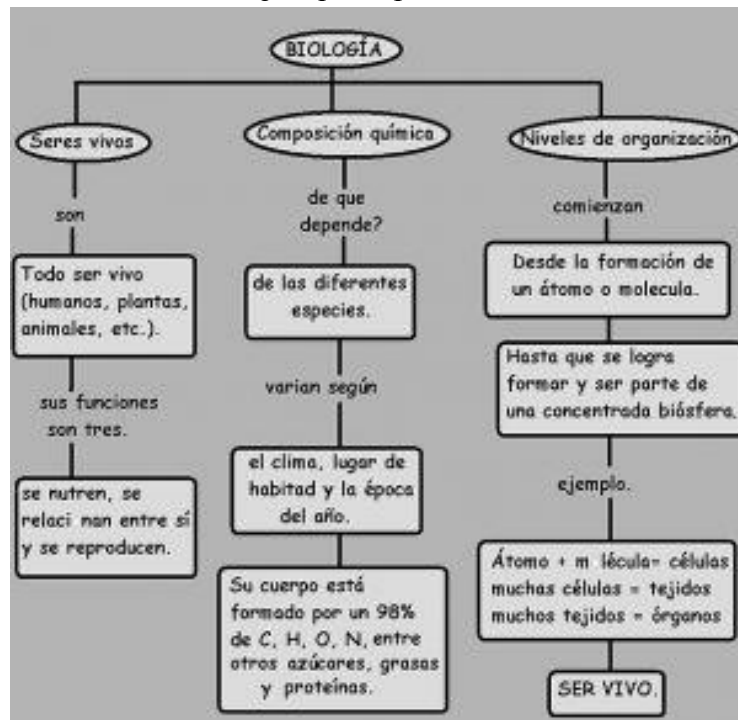 BIOLOGÍA
Seres vivos
son
Todo ser vivo
(humanos, plantas,
animales, etc.).
sus funciones
son tres.
se nutren, se
relaci nan entre sí
y se reproducen.
Composición química
de que
depende?
de las diferentes
especies.
varian según
el clima, lugar de
habitad y la época
del año.
Su cuerpo está
formado por un 98%
de C, H, O, N, entre
otros azúcares, grasas
y proteínas.
Niveles de organización
comienzan
Desde la formación de
un átomo o molecula.
Hasta que se logra
formar y ser parte de
una concentrada biósfera.
ejemplo.
Átomo + m lécula= células
muchas células = tejidos
muchos tejidos = órganos
SER VIVO.